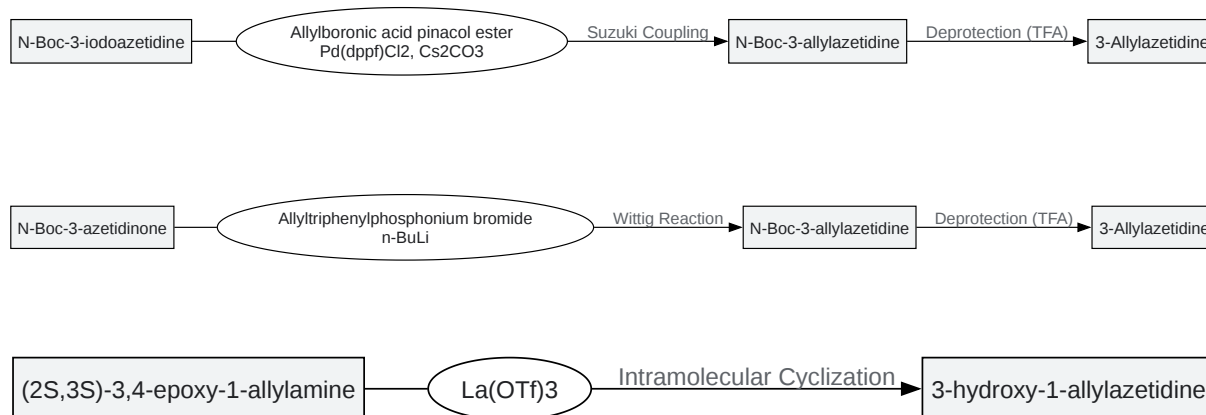 N-Boc-3-iodoazetidine
Allylboronic acid pinacol ester
Pd(dppf)Cl2, Cs2CO3
Suzuki Coupling
N-Boc-3-allylazetidine
Deprotection (TFA)
3-Allylazetidine
N-Boc-3-azetidinone
Allyltriphenylphosphonium bromide
n-BuLi
Wittig Reaction
N-Boc-3-allylazetidine
Deprotection (TFA)
3-Allylazetidine
(2S,3S)-3,4-epoxy-1-allylamine
La(OTf)3
Intramolecular Cyclization
3-hydroxy-1-allylazetidine